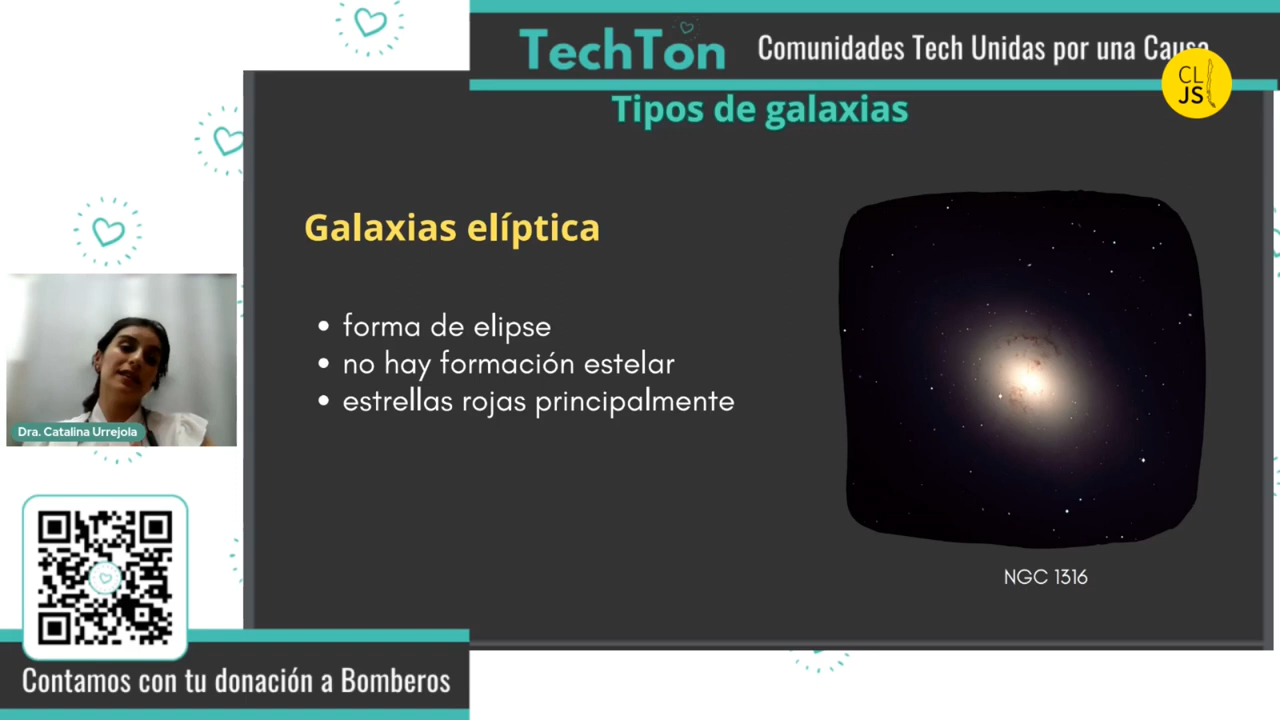 TechTon
Comunidades Tech Unidas por una Causa
CL
JS
Tipos de galaxias
Galaxias elíptica
forma de elipse
no hay formación estelar
estrellas rojas principalmente
NGC 1316
Dra. Catalina Urrejola
Contamos con tu donación a Bomberos